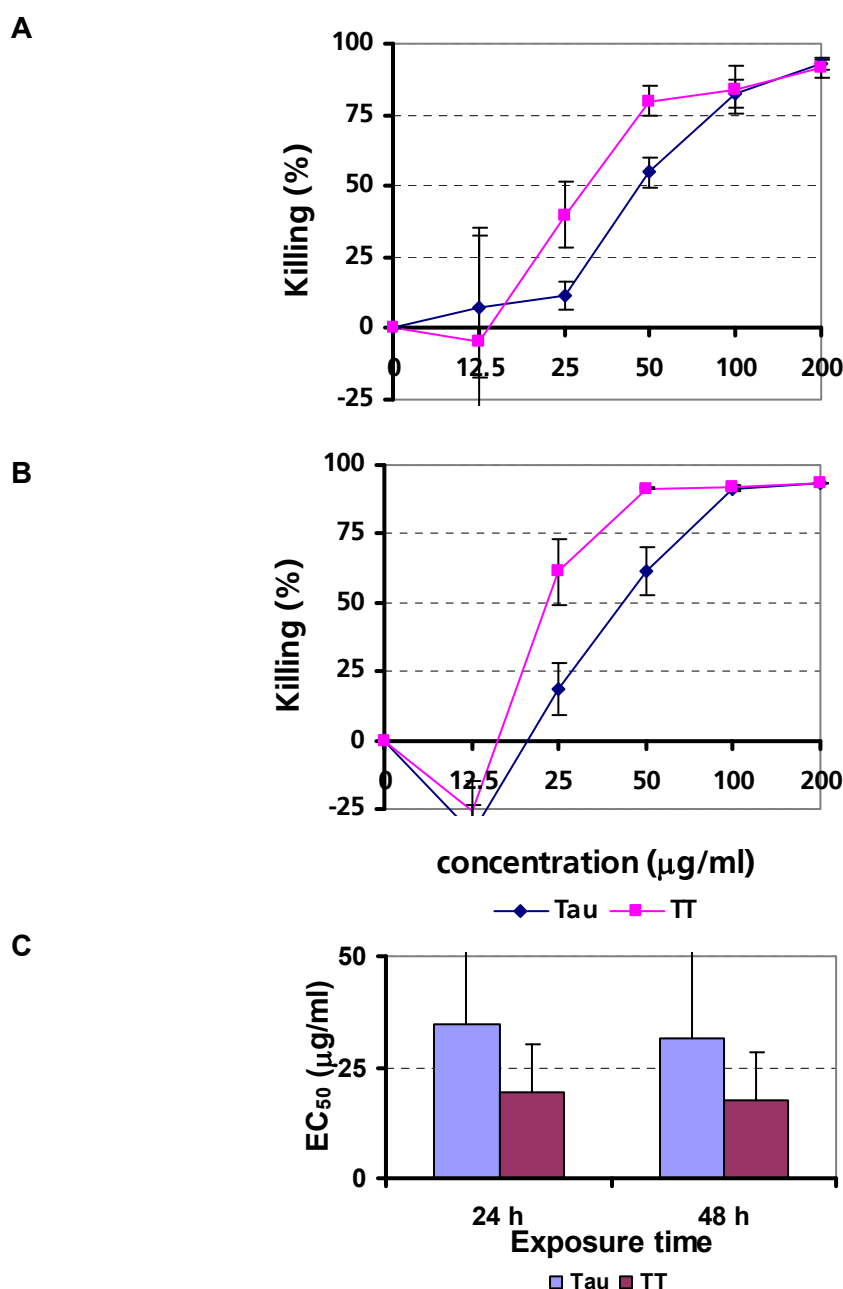 A
Killing (%)
100
75
50
25
0
-25
0 12.5 25 50 100 200
B
Killing (%)
100
75
50
25
0
-25
0 12.5 25 50 100 200
concentration (μg/ml)
Tau TT
C
EC50 (μg/ml)
50
25
0
24 h 48 h
Exposure time
Tau TT